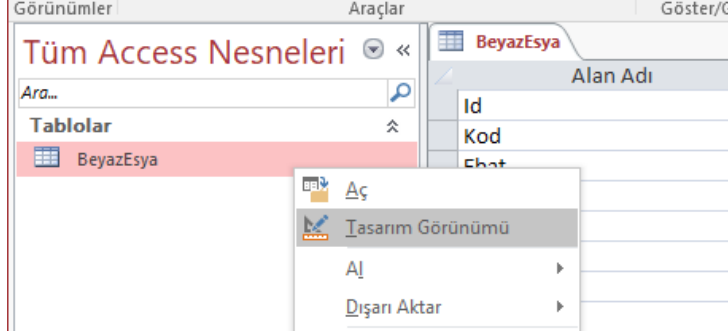 Görünümler Araçlar
Tüm Access Nesneleri «
Ara...
Tablolar
BeyazEsya
Aç
Tasarım Görünümü
Al
Dışarı Aktar
BeyazEsya
Alan Adı
Id
Kod